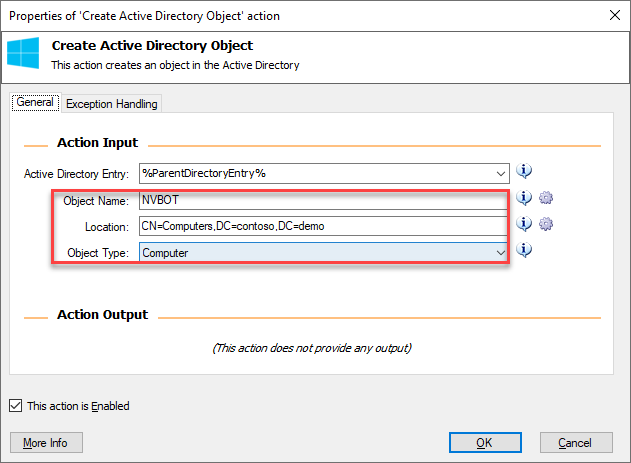 Properties of 'Create Active Directory Object' action
Create Active Directory Object
This action creates an object in the Active Directory
General
Exception Handling
Action Input
Active Directory Entry: %ParentDirectoryEntry%
Object Name: NVBOT
Location: CN=Computers,DC=contoso,DC=demo
Object Type: Computer
Action Output
(This action does not provide any output)
This action is Enabled
More Info
OK
Cancel